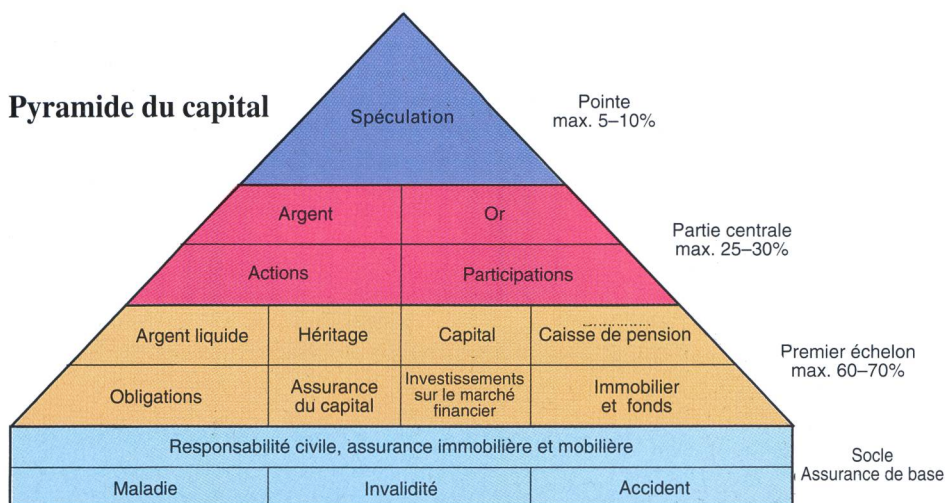 Pyramide du capital
Spéculation
Pointe
max. 5–10%
Argent
Or
Partie centrale
max. 25–30%
Actions
Participations
Argent liquide
Héritage
Capital
Caisse de pension
Premier échelon
max. 60–70%
Obligations
Assurance
du capital
Investissements
sur le marché
financier
Immobilier
et fonds
Responsabilité civile, assurance immobilière et mobilière
Socle
Assurance de base
Maladie
Invalidité
Accident